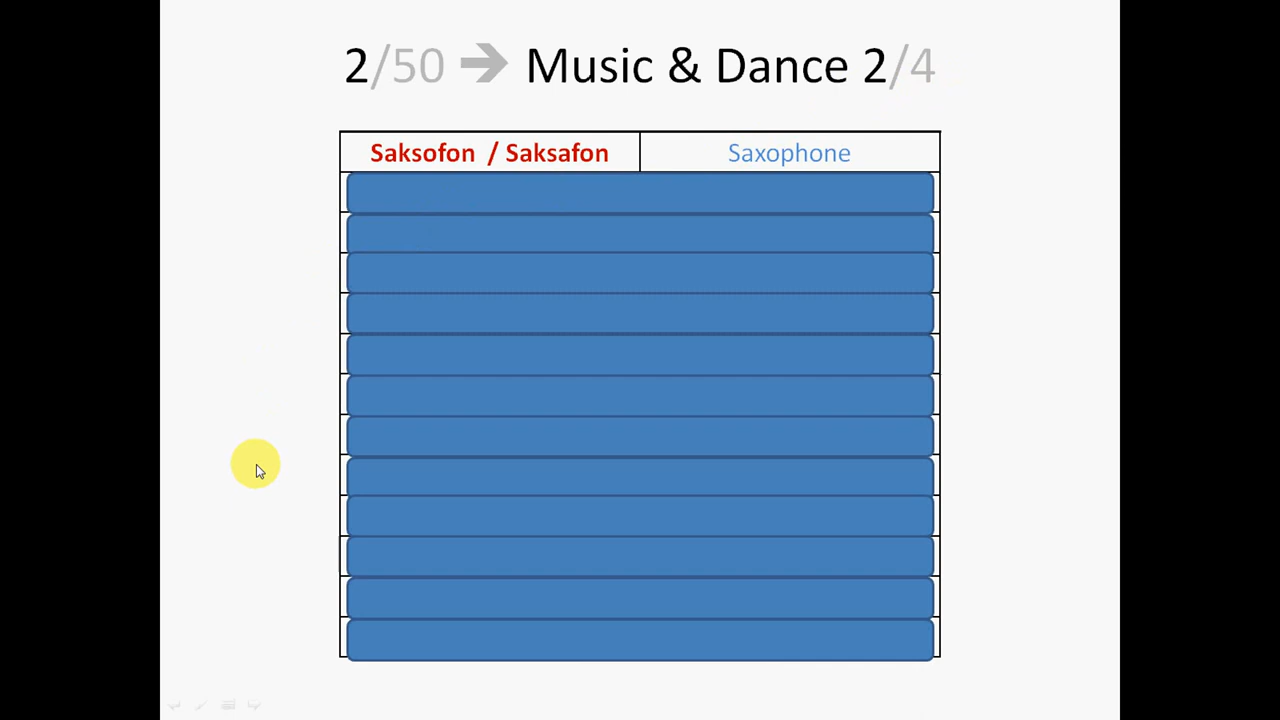 2/50 ➔ Music & Dance 2/4
Saksofon / Saksafon Saxophone